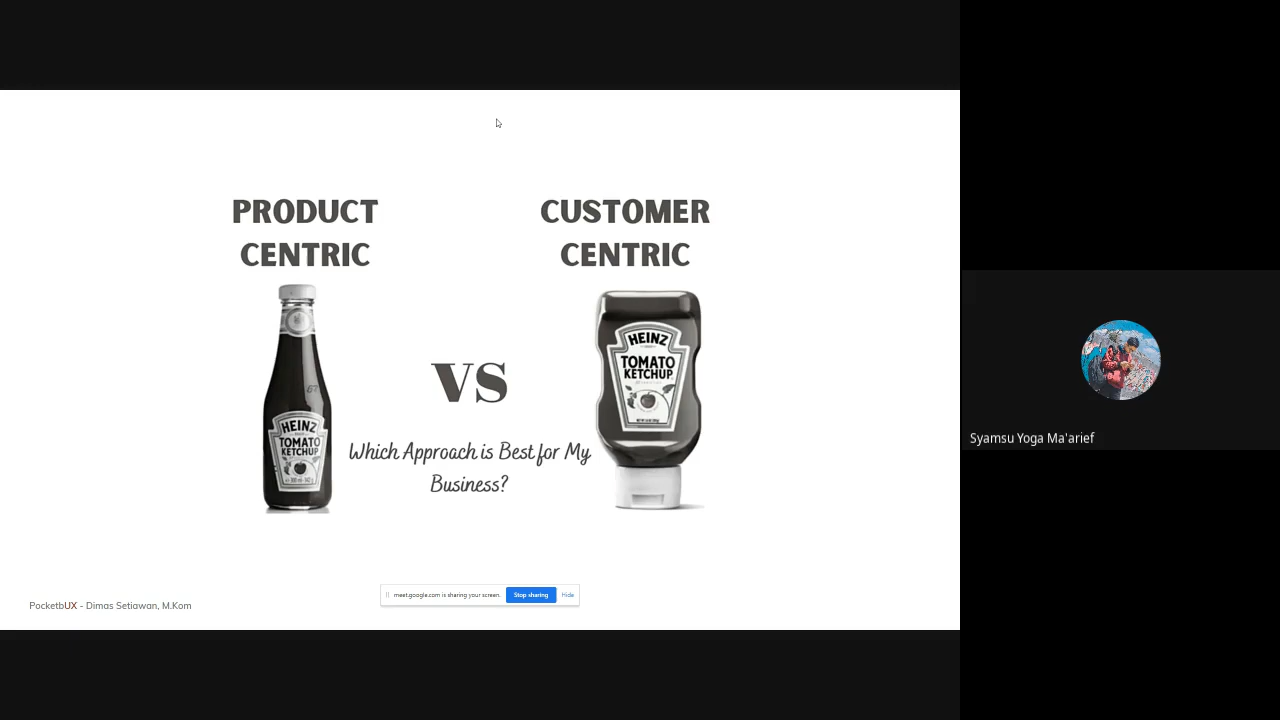 PRODUCT
CENTRIC
CUSTOMER
CENTRIC
VS
Which Approach is Best for My
Business?
HEINZ
TOMATO
KETCHUP
HEINZ
TOMATO
KETCHUP
meet.google.com is sharing your screen.
Stop sharing
Hide
PocketbUX - Dimas Setiawan, M.Kom
Syamsu Yoga Ma'arief